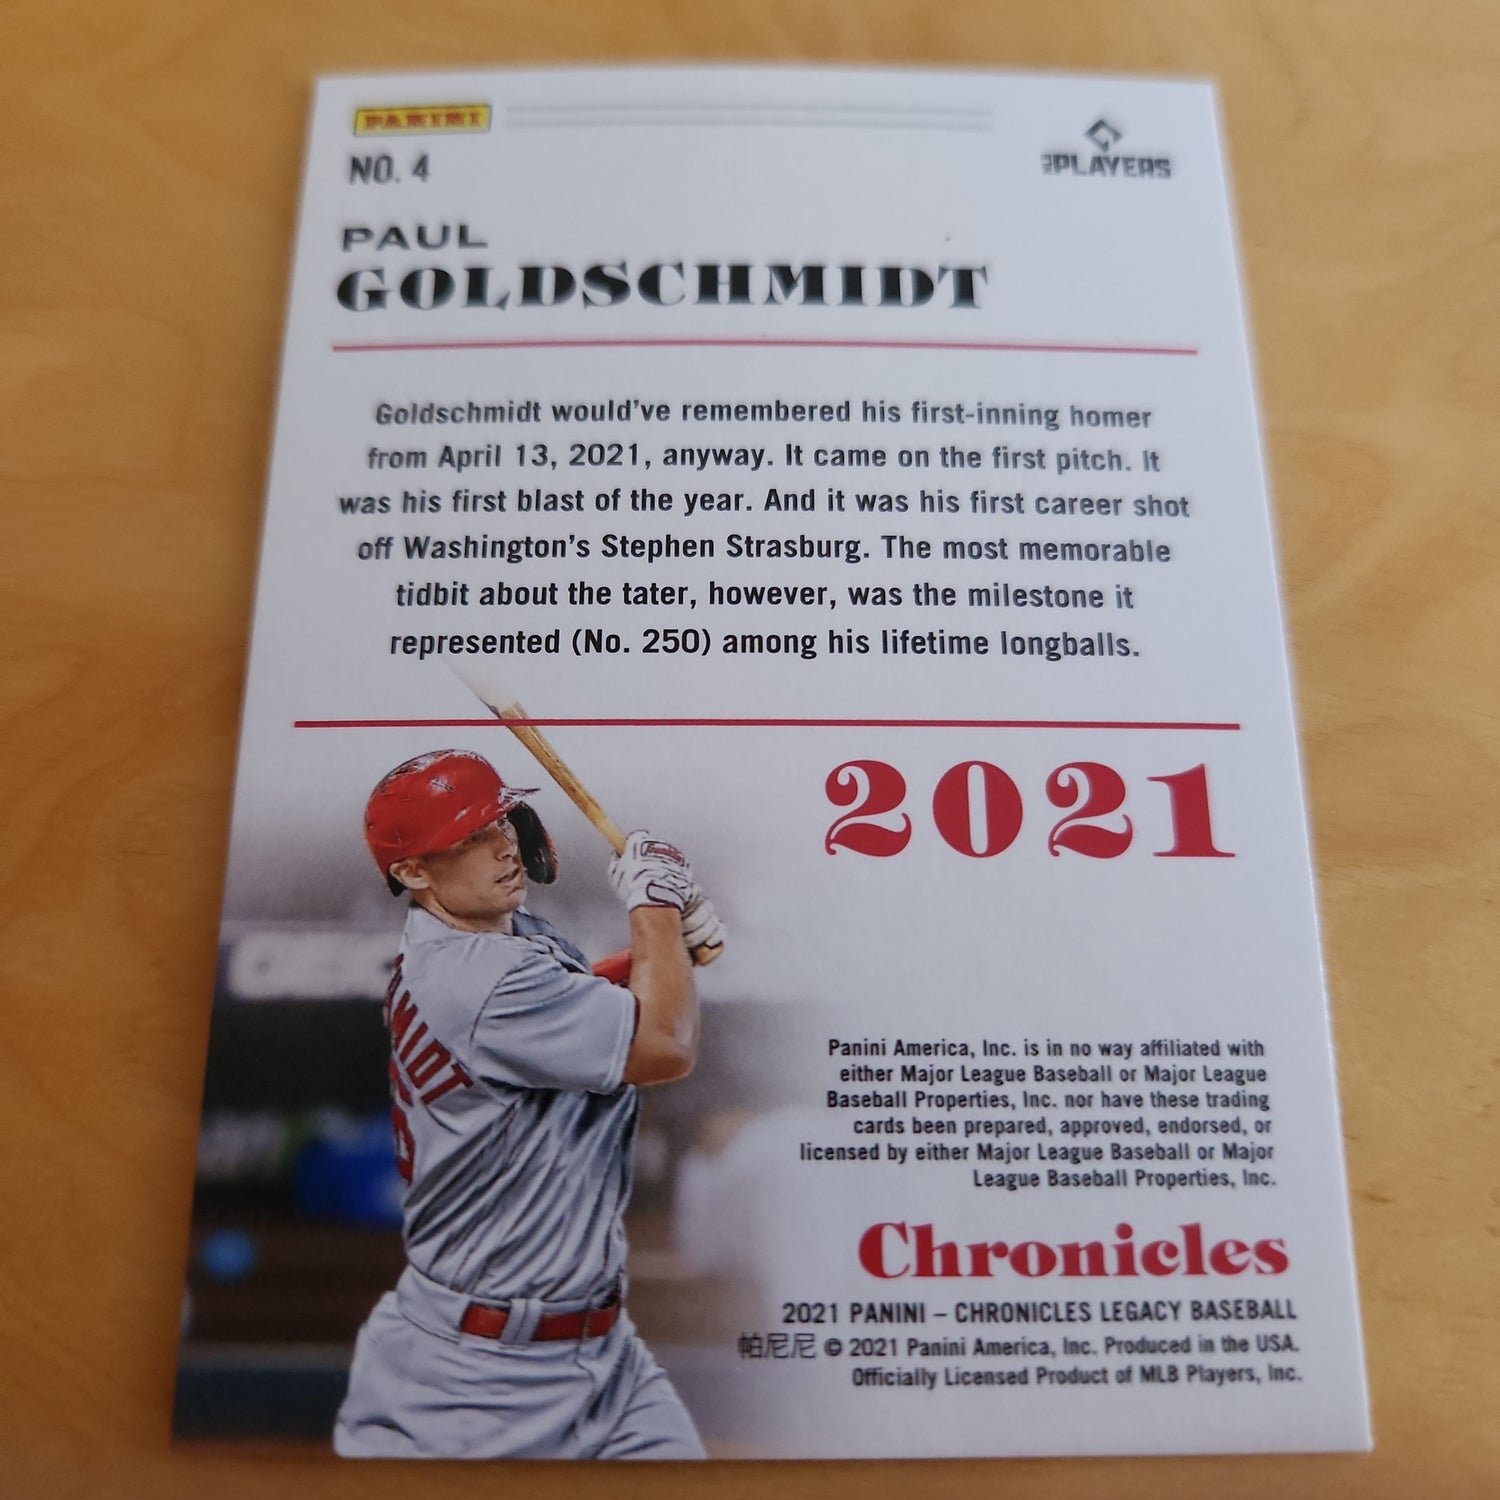 PANINI
NO. 4
MLB PLAYERS
PAUL
GOLDSCHMIDT
Goldschmidt would've remembered his first-inning homer
from April 13, 2021, anyway. It came on the first pitch. It
was his first blast of the year. And it was his first career shot
off Washington's Stephen Strasburg. The most memorable
tidbit about the tater, however, was the milestone it
represented (No. 250) among his lifetime longballs.
2021
Panini America, Inc. is in no way affiliated with
either Major League Baseball or Major League
Baseball Properties, Inc. nor have these trading
cards been prepared, approved, endorsed, or
licensed by either Major League Baseball or Major
League Baseball Properties, Inc.
Chronicles
2021 PANINI – CHRONICLES LEGACY BASEBALL
帕尼尼 © 2021 Panini America, Inc. Produced in the USA.
Officially Licensed Product of MLB Players, Inc.